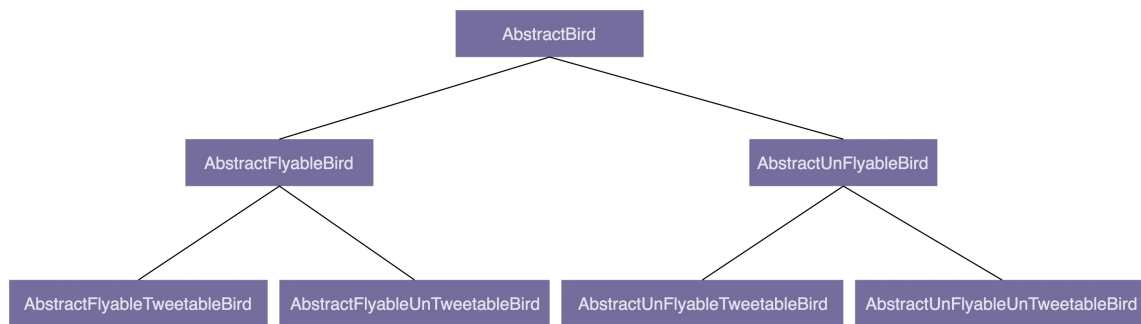 AbstractBird
AbstractFlyableBird
AbstractUnFlyableBird
AbstractFlyableTweetableBird
AbstractFlyableUnTweetableBird
AbstractUnFlyableTweetableBird
AbstractUnFlyableUnTweetableBird